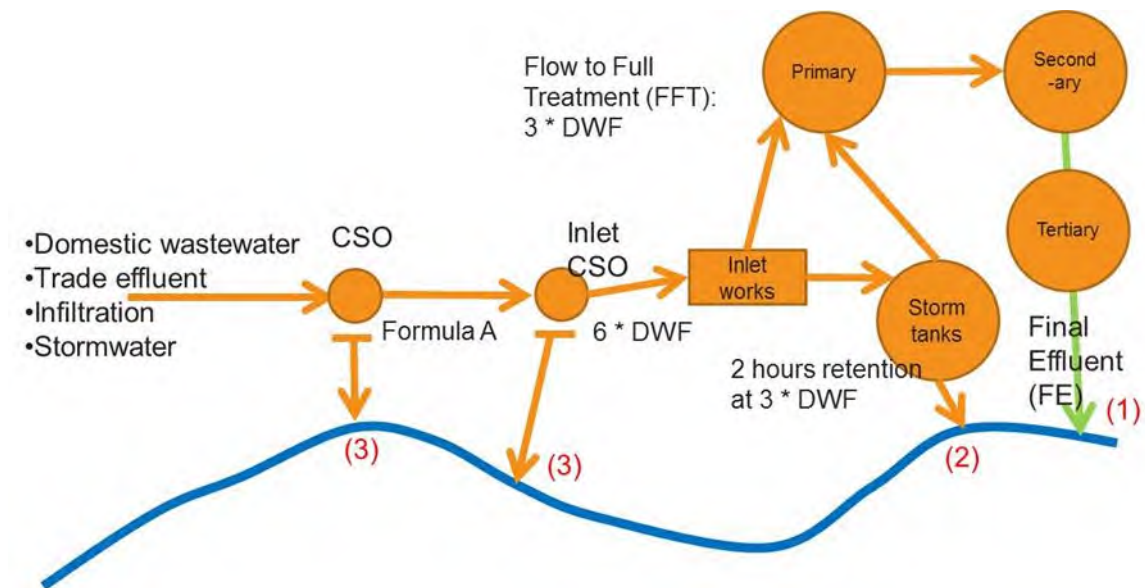 •Domestic wastewater
•Trade effluent
•Infiltration
•Stormwater
CSO
Formula A
(3)
Inlet
CSO
6 * DWF
(3)
Flow to Full
Treatment (FFT):
3 * DWF
Inlet
works
Primary
Second
-ary
Tertiary
Storm
tanks
2 hours retention
at 3 * DWF
(2)
Final
Effluent
(FE)
(1)